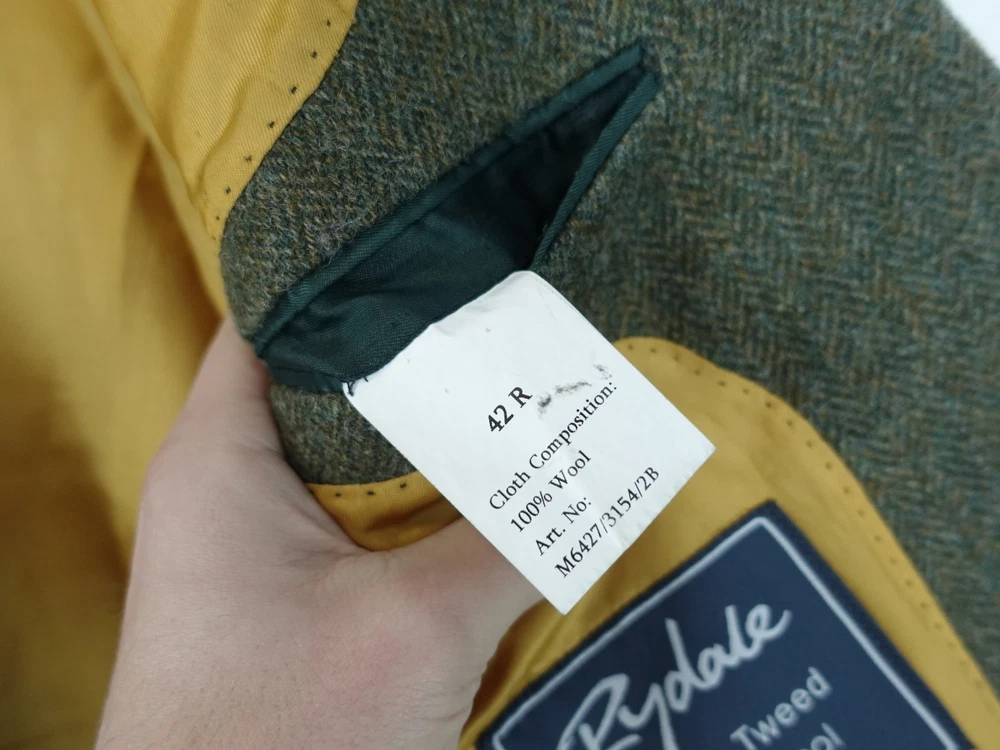 42 R
Cloth Composition:
100% Wool
Art. No:
M6427/3154/2B
Rydale
Tweed